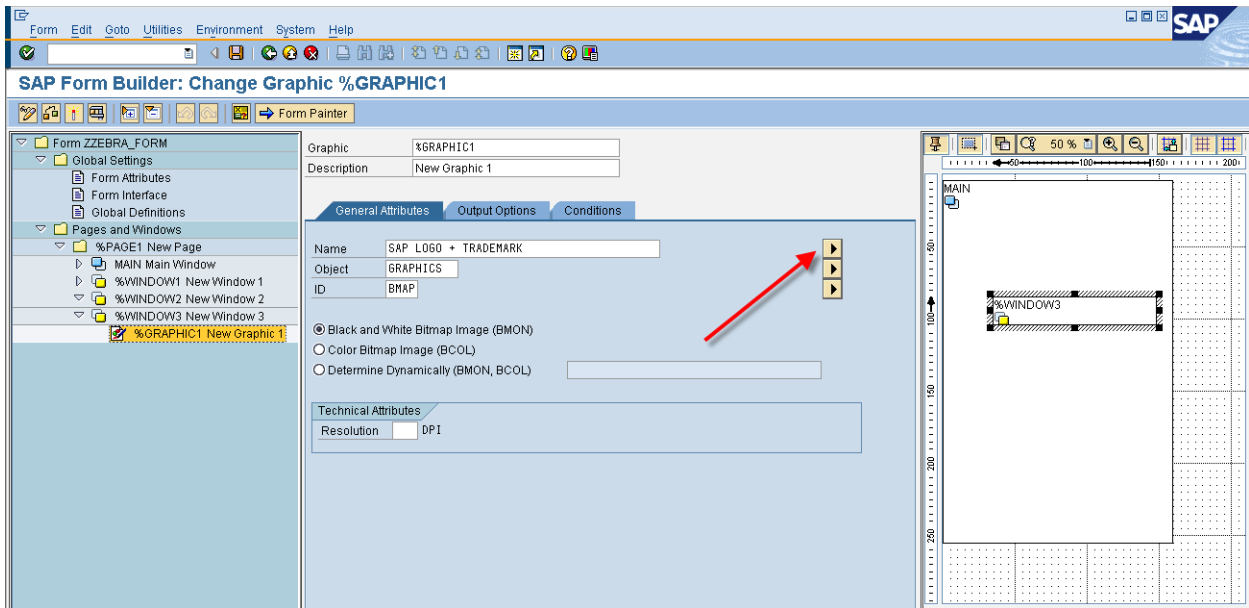 Form Edit Goto Utilities Environment System Help
SAP
SAP Form Builder: Change Graphic %GRAPHIC1
Form Painter
Form ZZEBRA_FORM
Global Settings
Form Attributes
Form Interface
Global Definitions
Pages and Windows
%PAGE1 New Page
MAIN Main Window
%WINDOW1 New Window 1
%WINDOW2 New Window 2
%WINDOW3 New Window 3
%GRAPHIC1 New Graphic 1
Graphic %GRAPHIC1
Description New Graphic 1
General Attributes Output Options Conditions
Name SAP LOGO + TRADEMARK
Object GRAPHICS
ID BMAP
Black and White Bitmap Image (BMON)
Color Bitmap Image (BCOL)
Determine Dynamically (BMON, BCOL)
Technical Attributes
Resolution DPI
50 %
50 100 150 200
MAIN
50
%WINDOW3
100
150
200
250